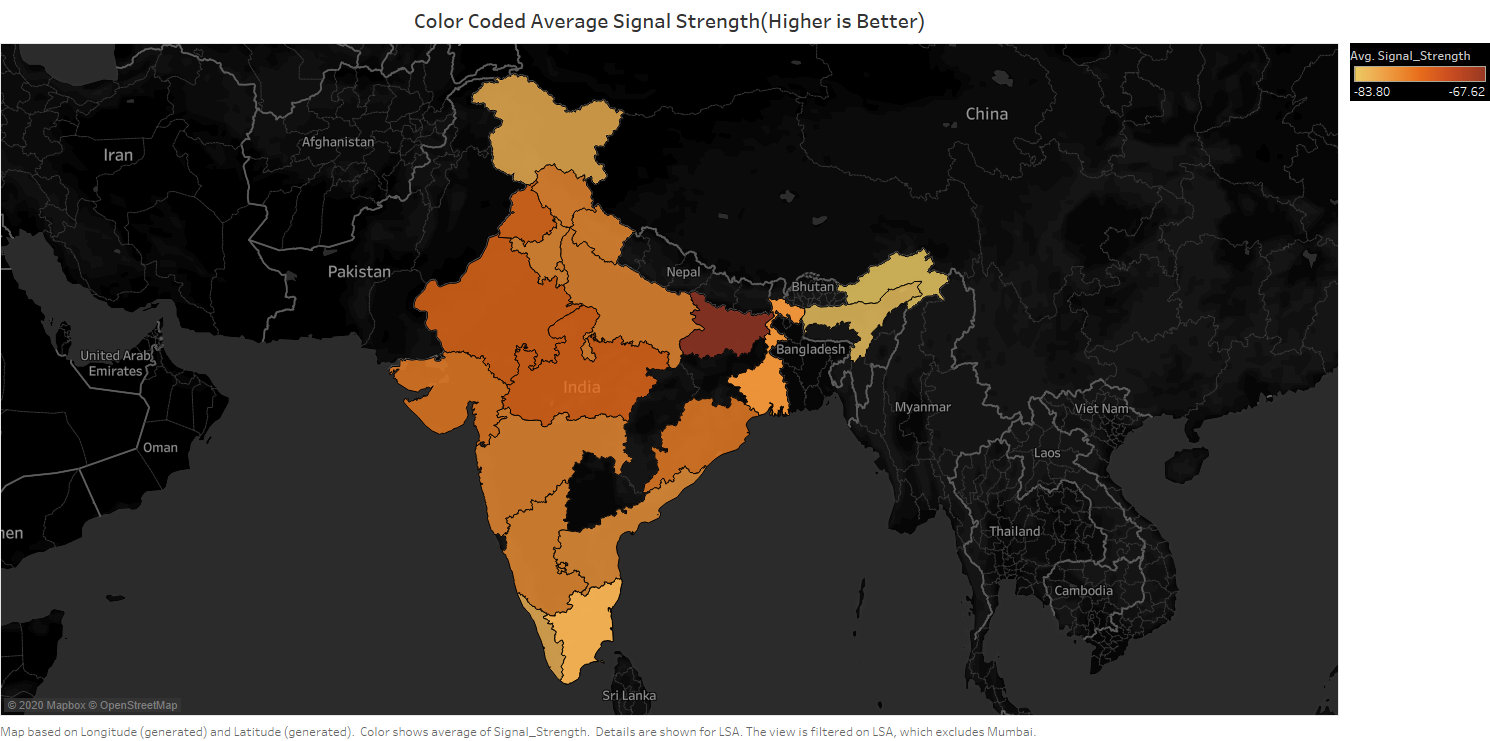 Color Coded Average Signal Strength(Higher is Better)
Avg. Signal_Strength
-83.80 -67.62
China
Afghanistan
Iran
Pakistan
Nepal
Bhutan
United Arab
Emirates
Bangladesh
India
Myanmar
Viet Nam
Oman
Laos
men
Thailand
Cambodia
Sri Lanka
© 2020 Mapbox © OpenStreetMap
Map based on Longitude (generated) and Latitude (generated).  Color shows average of Signal_Strength.  Details are shown for LSA. The view is filtered on LSA, which excludes Mumbai.